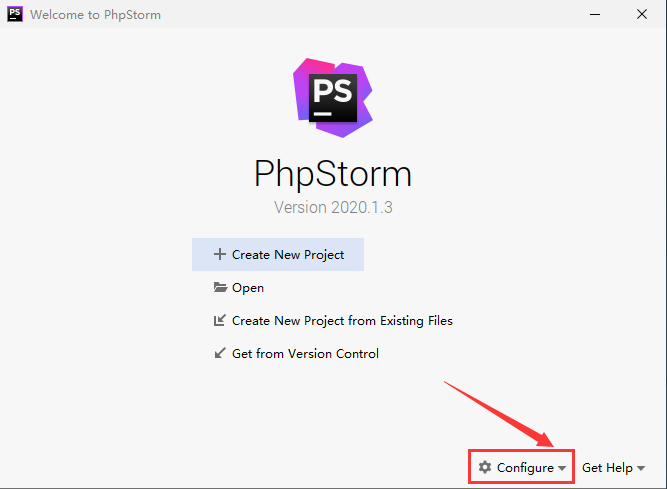 PS Welcome to PhpStorm
PS
PhpStorm
Version 2020.1.3
Create New Project
Open
Create New Project from Existing Files
Get from Version Control
Configure Get Help